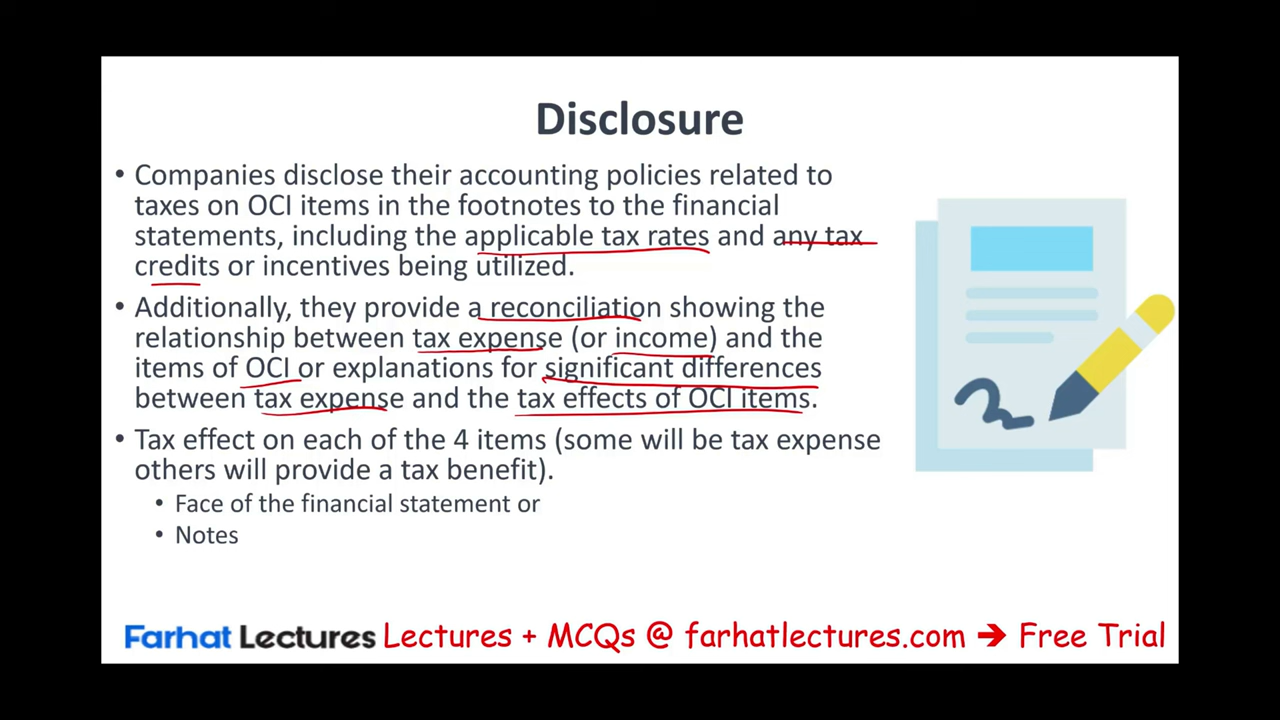 Disclosure
• Companies disclose their accounting policies related to
taxes on OCI items in the footnotes to the financial
statements, including the applicable tax rates and any tax
credits or incentives being utilized.
• Additionally, they provide a reconciliation showing the
relationship between tax expense (or income) and the
items of OCI or explanations for significant differences
between tax expense and the tax effects of OCI items.
• Tax effect on each of the 4 items (some will be tax expense
others will provide a tax benefit).
• Face of the financial statement or
• Notes
Farhat Lectures Lectures + MCQs @ farhatlectures.com → Free Trial